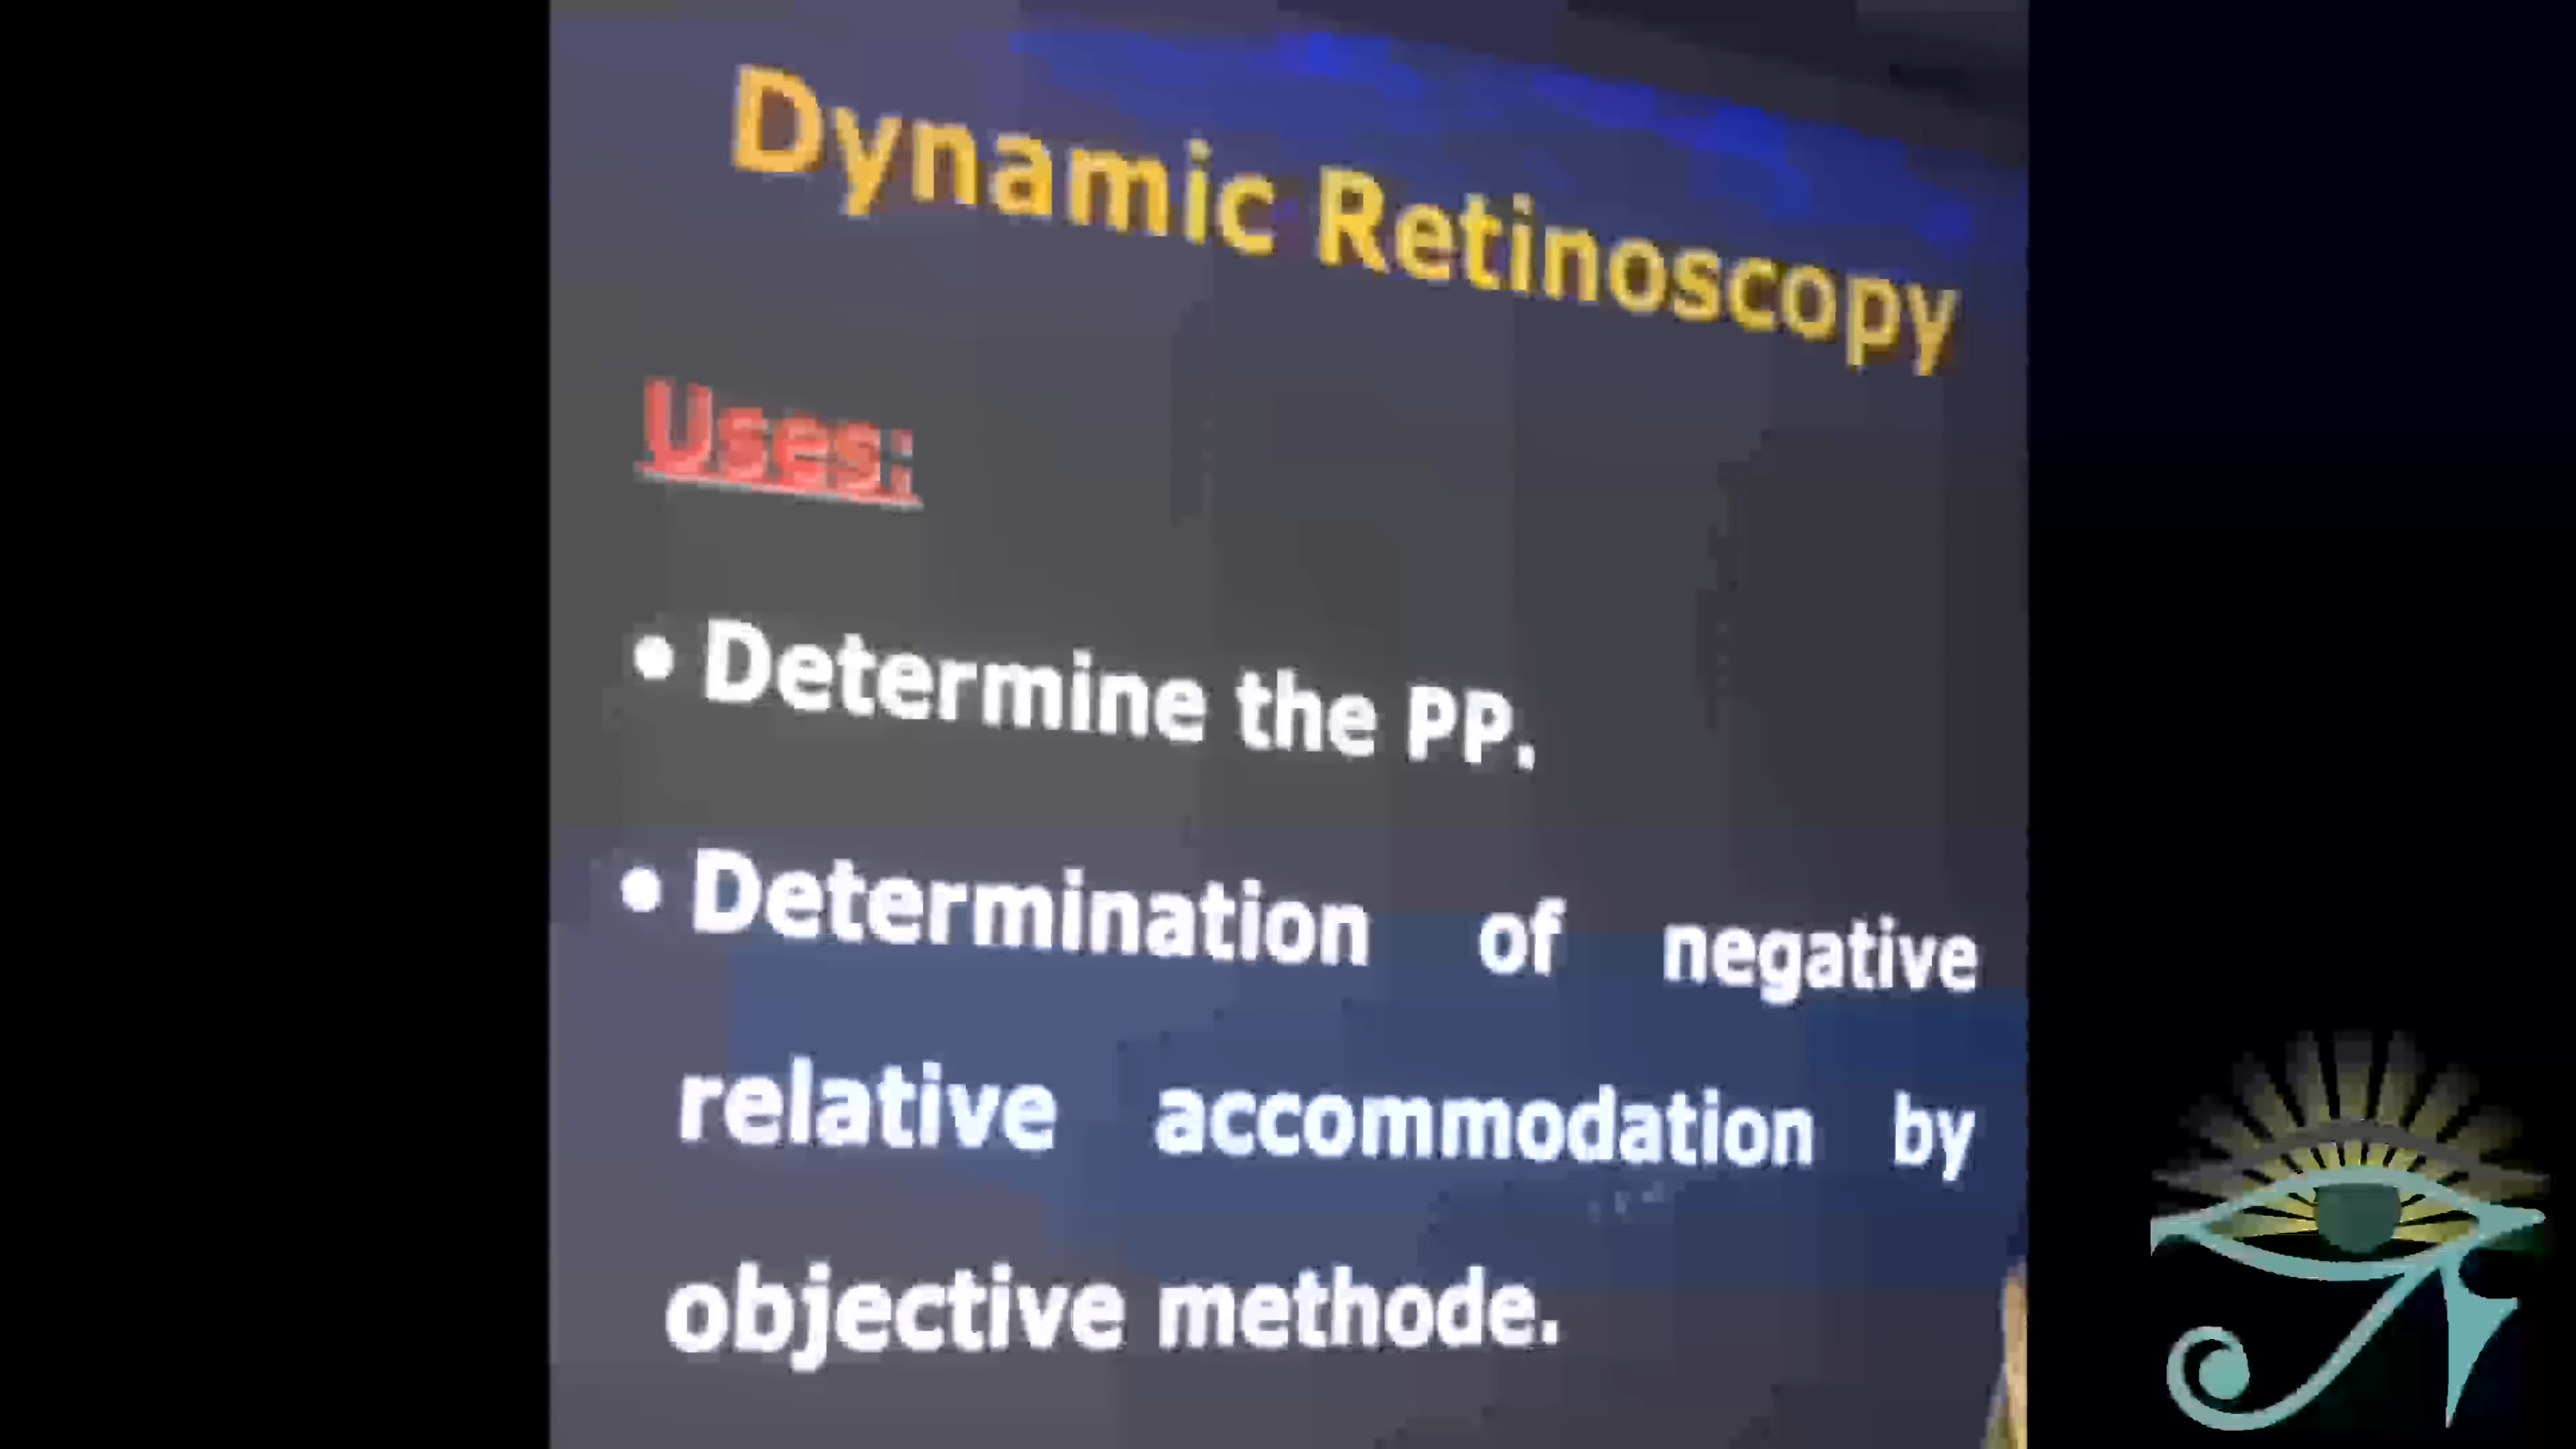 Dynamic Retinoscopy
Uses:
• Determine the PP.
• Determination of negative
relative accommodation by
objective methode.